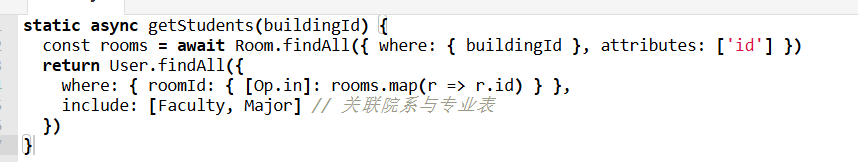 static async getStudents(buildingId) {
  const rooms = await Room.findAll({ where: { buildingId }, attributes: ['id'] })
  return User.findAll({
    where: { roomId: { [Op.in]: rooms.map(r => r.id) } },
    include: [Faculty, Major] // 关联院系与专业表
  })
}